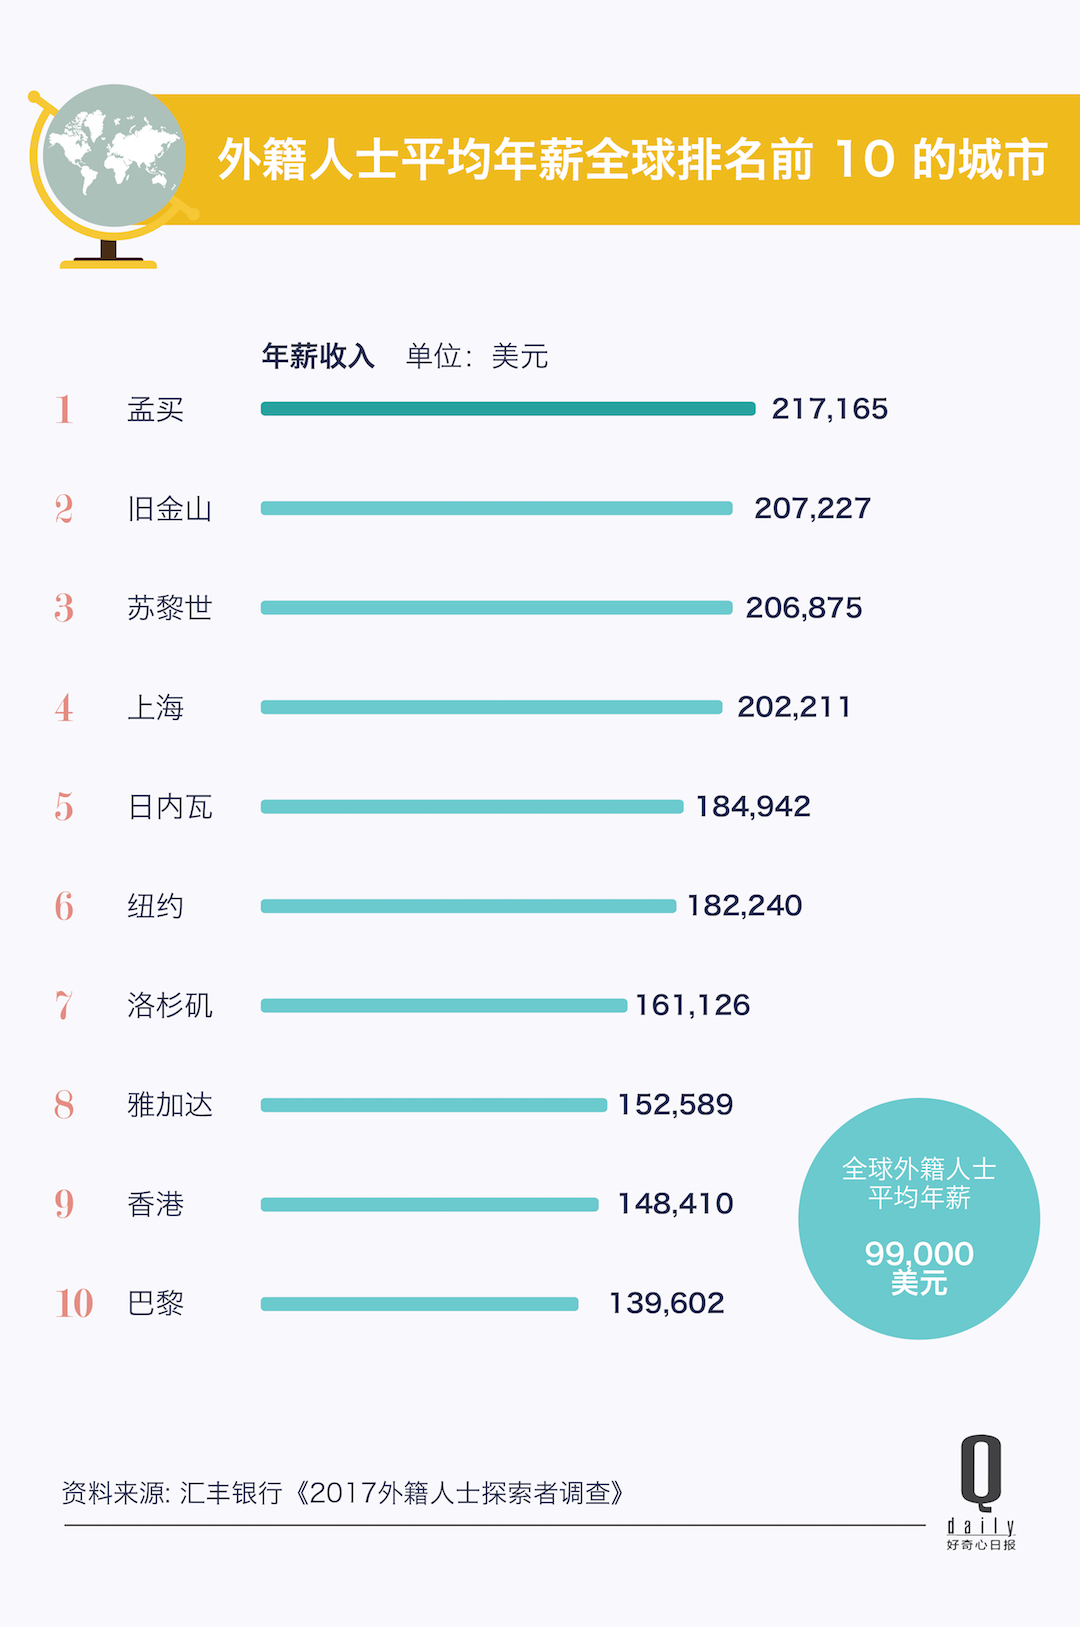 外籍人士平均年薪全球排名前 10 的城市
年薪收入 单位：美元
1 孟买 217,165
2 旧金山 207,227
3 苏黎世 206,875
4 上海 202,211
5 日内瓦 184,942
6 纽约 182,240
7 洛杉矶 161,126
8 雅加达 152,589
9 香港 148,410
10 巴黎 139,602
全球外籍人士
平均年薪
99,000
美元
资料来源: 汇丰银行《2017外籍人士探索者调查》
Q
daily
好奇心日报